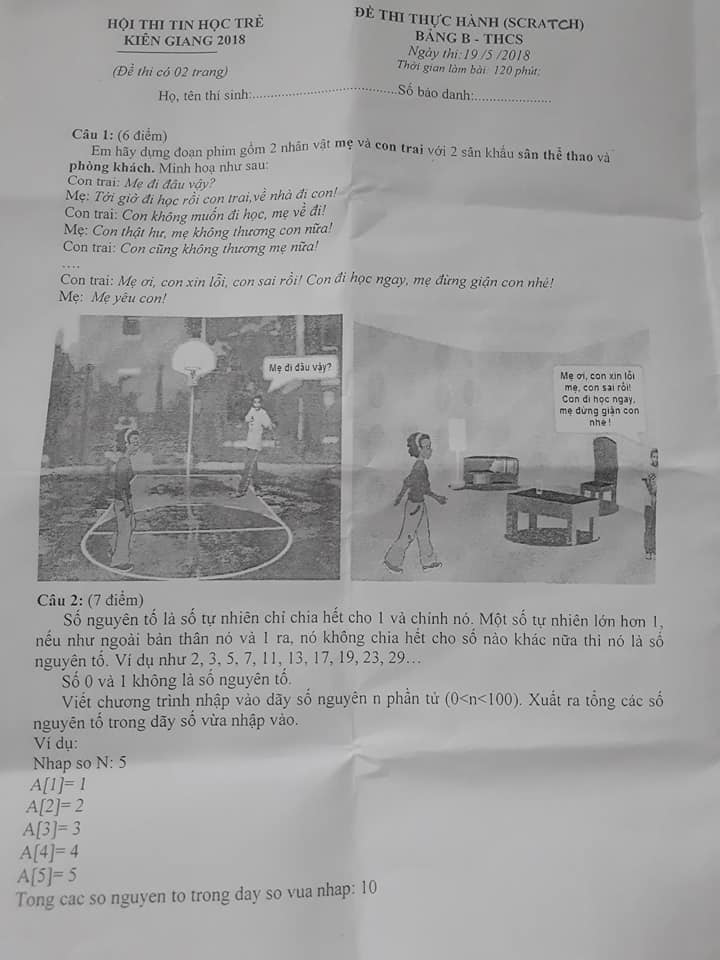 HỘI THI TIN HỌC TRẺ
KIÊN GIANG 2018
(Đề thi có 02 trang)
ĐỀ THI THỰC HÀNH (SCRATCH)
BẢNG B - THCS
Ngày thi: 19 /5 /2018
Thời gian làm bài: 120 phút;
Họ, tên thí sinh:..........................................Số báo danh:.....................
Câu 1: (6 điểm)
Em hãy dựng đoạn phim gồm 2 nhân vật mẹ và con trai với 2 sân khấu sân thể thao và
phòng khách. Minh hoạ như sau:
Con trai: Mẹ đi đâu vậy?
Mẹ: Tới giờ đi học rồi con trai,về nhà đi con!
Con trai: Con không muốn đi học, mẹ về đi!
Mẹ: Con thật hư, mẹ không thương con nữa!
Con trai: Con cũng không thương mẹ nữa!
....
Con trai: Mẹ ơi, con xin lỗi, con sai rồi! Con đi học ngay, mẹ đừng giận con nhé!
Mẹ: Mẹ yêu con!
Mẹ đi đâu vậy?
Mẹ ơi, con xin lỗi
mẹ, con sai rồi!
Con đi học ngay,
mẹ đừng giận con
nhé !
Câu 2: (7 điểm)
Số nguyên tố là số tự nhiên chỉ chia hết cho 1 và chính nó. Một số tự nhiên lớn hơn 1,
nếu như ngoài bản thân nó và 1 ra, nó không chia hết cho số nào khác nữa thì nó là số
nguyên tố. Ví dụ như 2, 3, 5, 7, 11, 13, 17, 19, 23, 29…
Số 0 và 1 không là số nguyên tố.
Viết chương trình nhập vào dãy số nguyên n phần tử (0<n<100). Xuất ra tổng các số
nguyên tố trong dãy số vừa nhập vào.
Ví dụ:
Nhap so N: 5
A[1]= 1
A[2]= 2
A[3]= 3
A[4]= 4
A[5]= 5
Tong cac so nguyen to trong day so vua nhap: 10